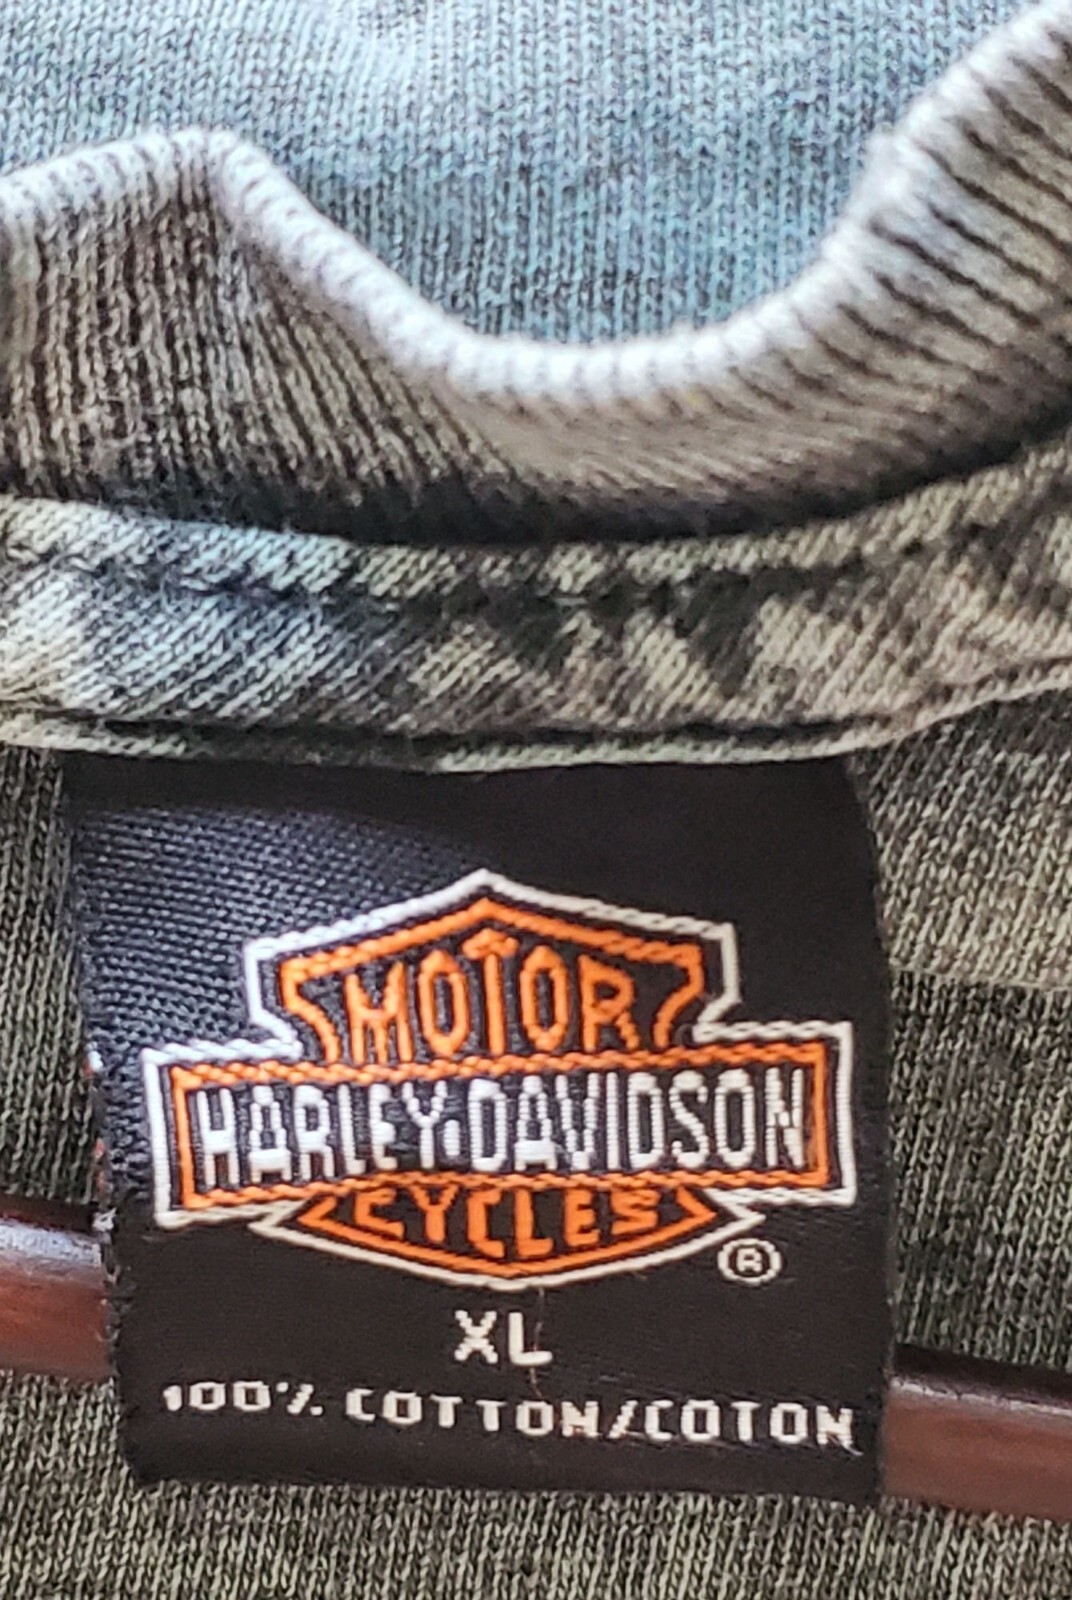 MOTOR
HARLEY-DAVIDSON
CYCLES
®
XL
100% COTTON/COTON